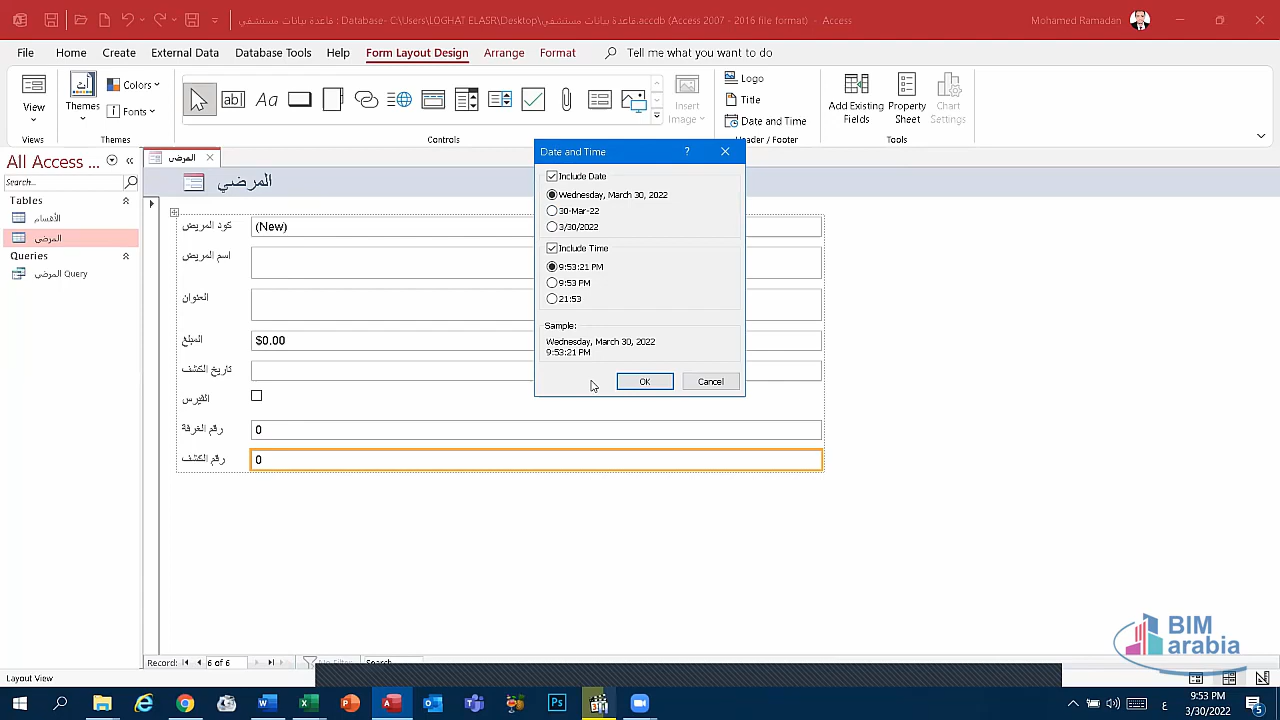 قاعدة بيانات مستشفي : Database- C:\Users\LOGHAT ELASR\Desktop\قاعدة بيانات مستشفي.accdb (Access 2007 - 2016 file format) - Access
Mohamed Ramadan
File Home Create External Data Database Tools Help Form Layout Design Arrange Format Tell me what you want to do
View
Views
Themes
Colors
Fonts
Themes
Controls
Insert Image
Logo
Title
Date and Time
Header / Footer
Add Existing Fields
Property Sheet
Chart Settings
Tools
All Access ...
Search...
Tables
الأقسام
المرضي
Queries
المرضي Query
المرضي
المرضي
كود المريض (New)
اسم المريض
العنوان
المبلغ $0.00
تاريخ الكشف
الفيرس
رقم الغرفة 0
رقم الكشف 0
Date and Time
?
Include Date
Wednesday, March 30, 2022
30-Mar-22
3/30/2022
Include Time
9:53:21 PM
9:53 PM
21:53
Sample:
Wednesday, March 30, 2022
9:53:21 PM
OK Cancel
BIM
arabia
Record: 6 of 6 No Filter Search
Layout View
9:53 PM
3/30/2022